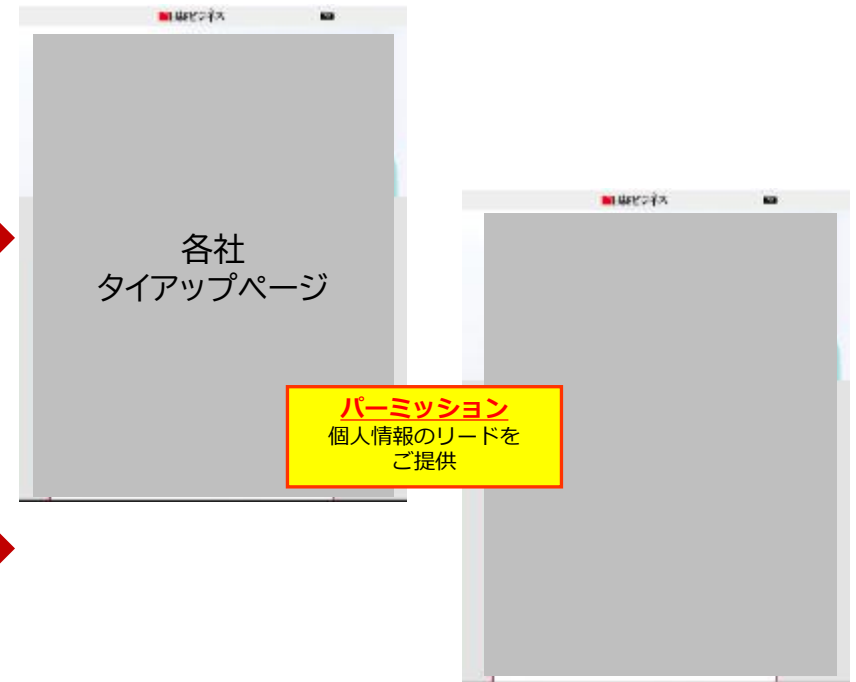 各社
タイアップページ
パーミッション
個人情報のリードを
ご提供